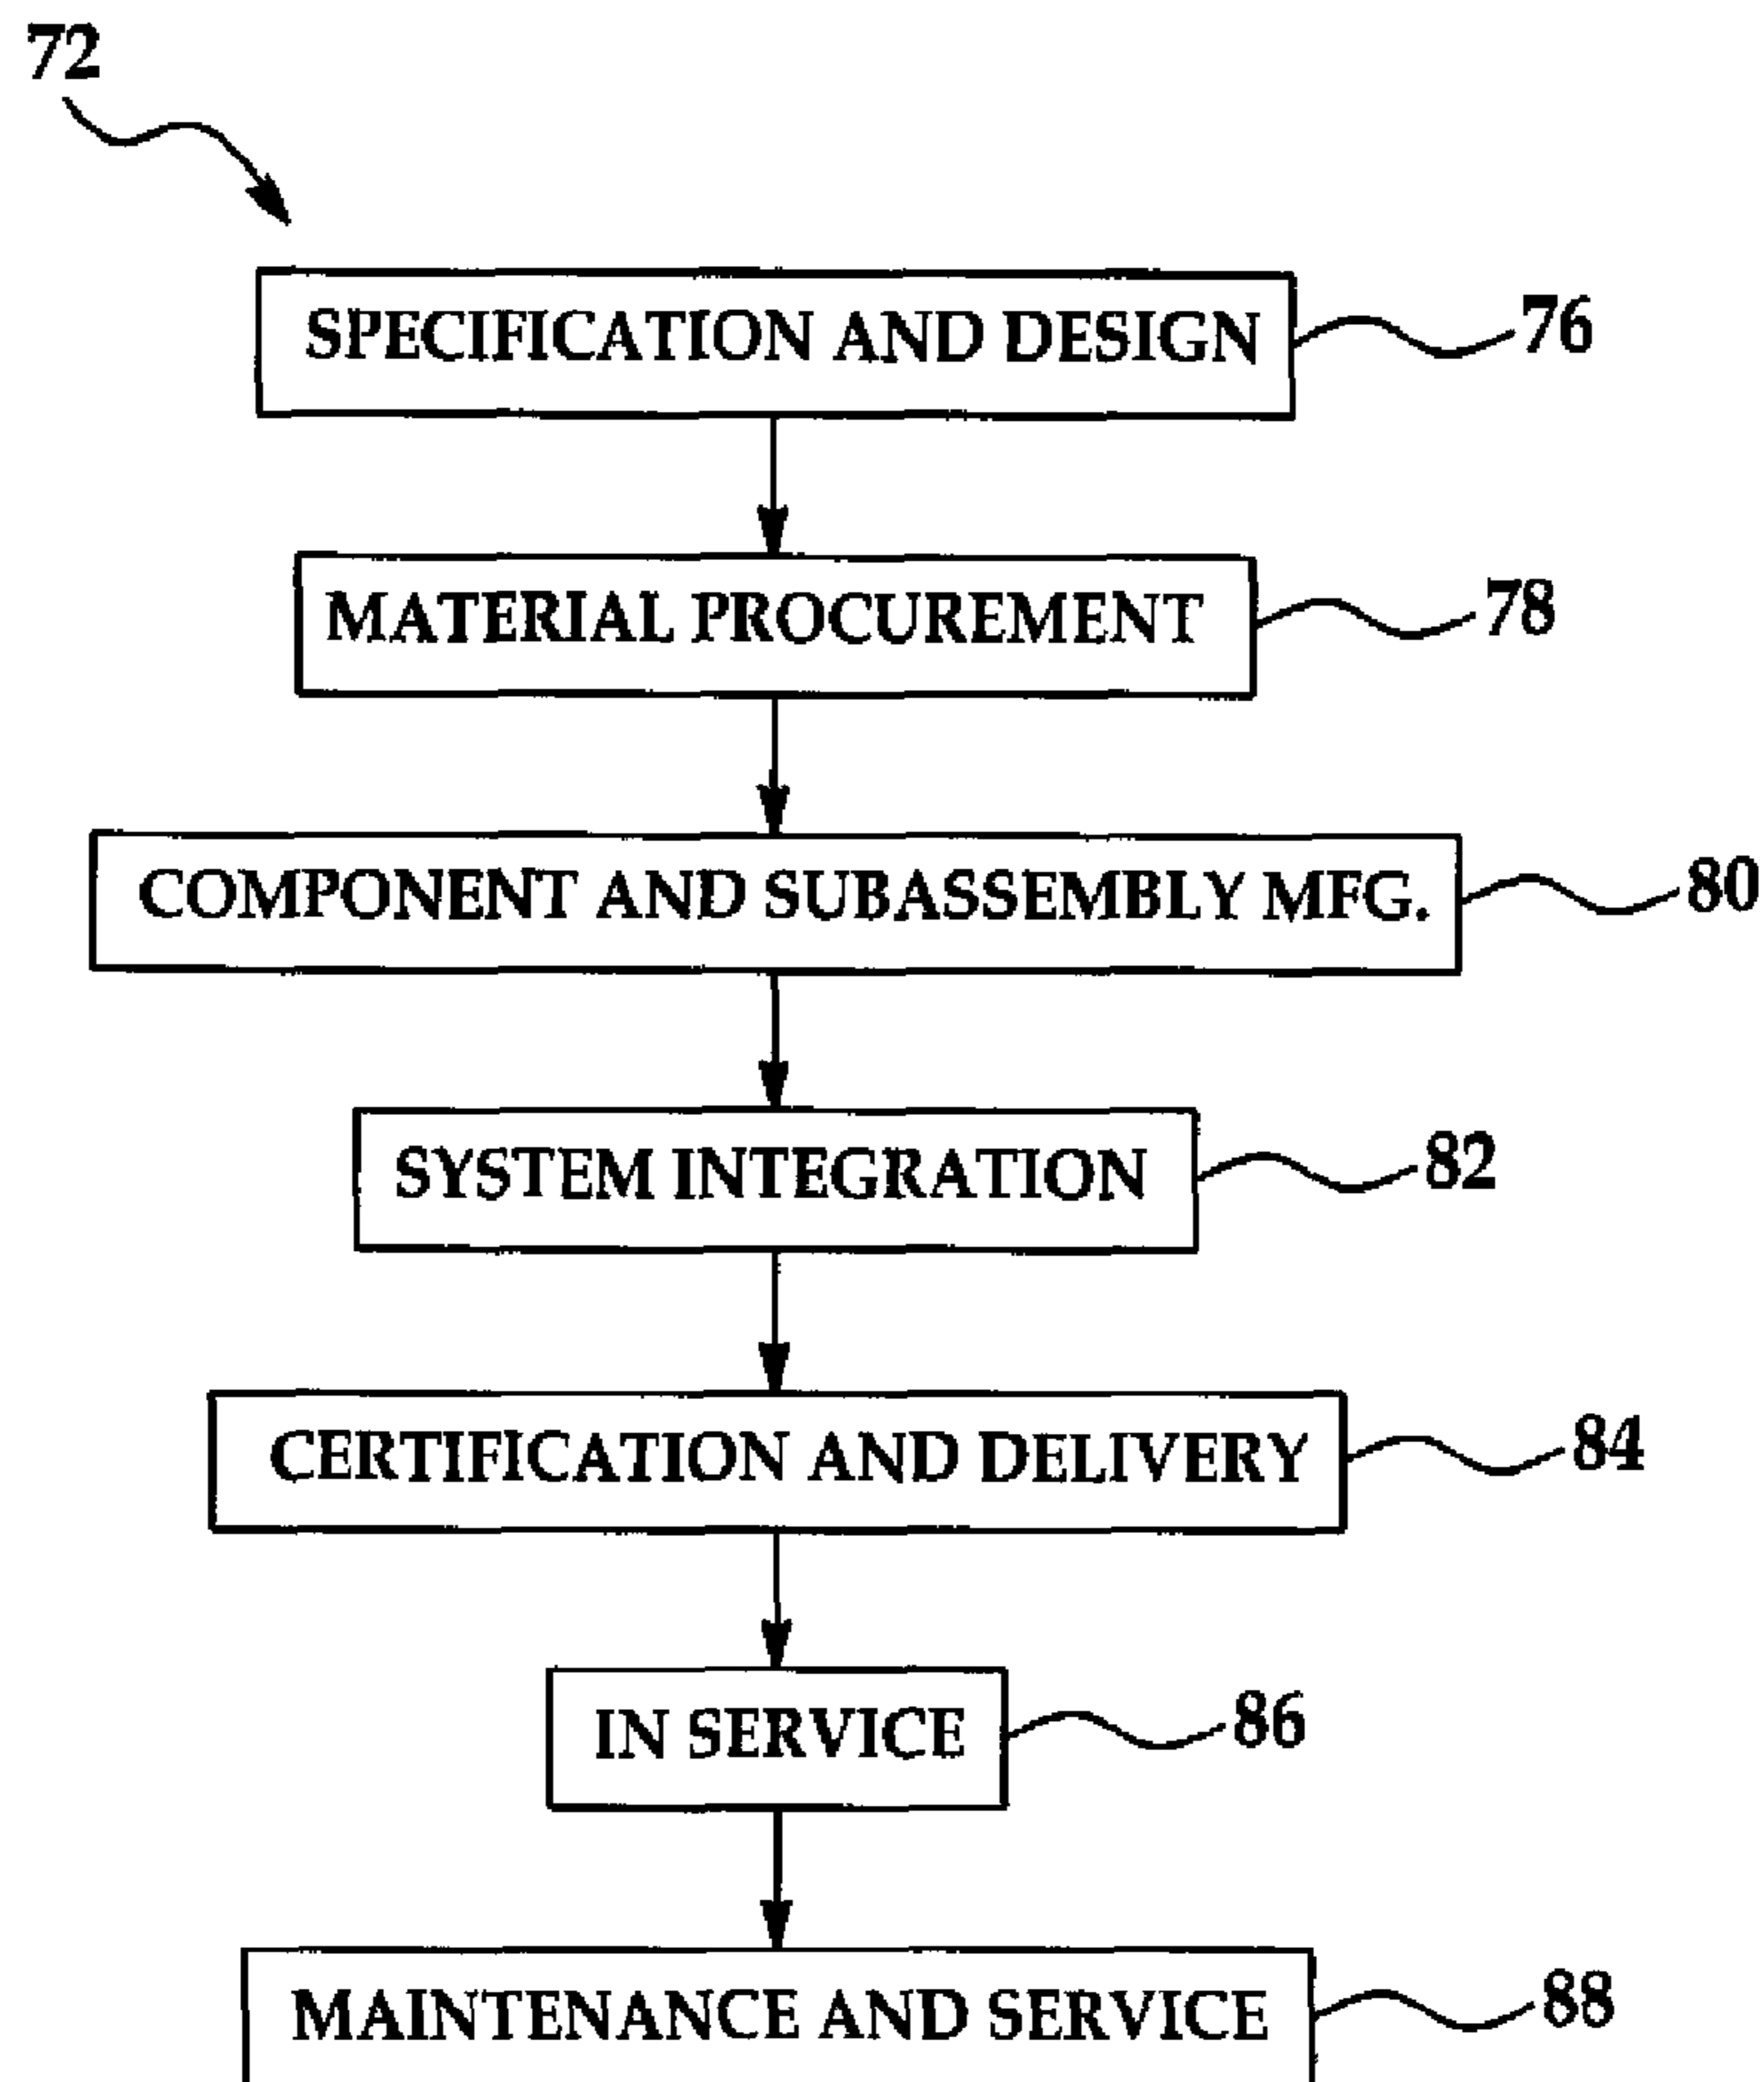 72
SPECIFICATION AND DESIGN 76
MATERIAL PROCUREMENT 78
COMPONENT AND SUBASSEMBLY MFG. 80
SYSTEM INTEGRATION 82
CERTIFICATION AND DELIVERY 84
IN SERVICE 86
MAINTENANCE AND SERVICE 88